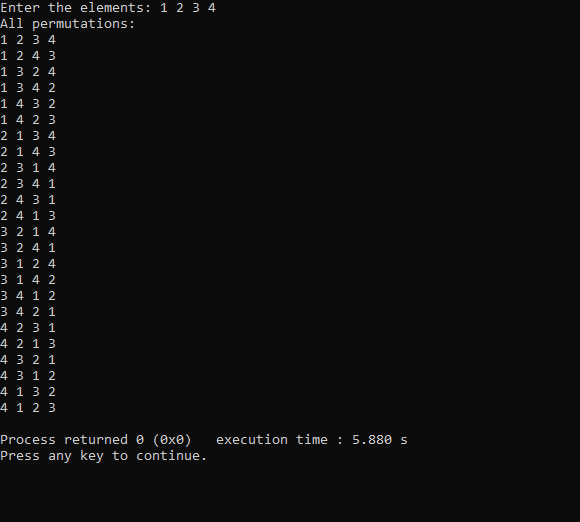 Enter the elements: 1 2 3 4
All permutations:
1 2 3 4
1 2 4 3
1 3 2 4
1 3 4 2
1 4 3 2
1 4 2 3
2 1 3 4
2 1 4 3
2 3 1 4
2 3 4 1
2 4 3 1
2 4 1 3
3 2 1 4
3 2 4 1
3 1 2 4
3 1 4 2
3 4 1 2
3 4 2 1
4 2 3 1
4 2 1 3
4 3 2 1
4 3 1 2
4 1 3 2
4 1 2 3
Process returned 0 (0x0)   execution time : 5.880 s
Press any key to continue.